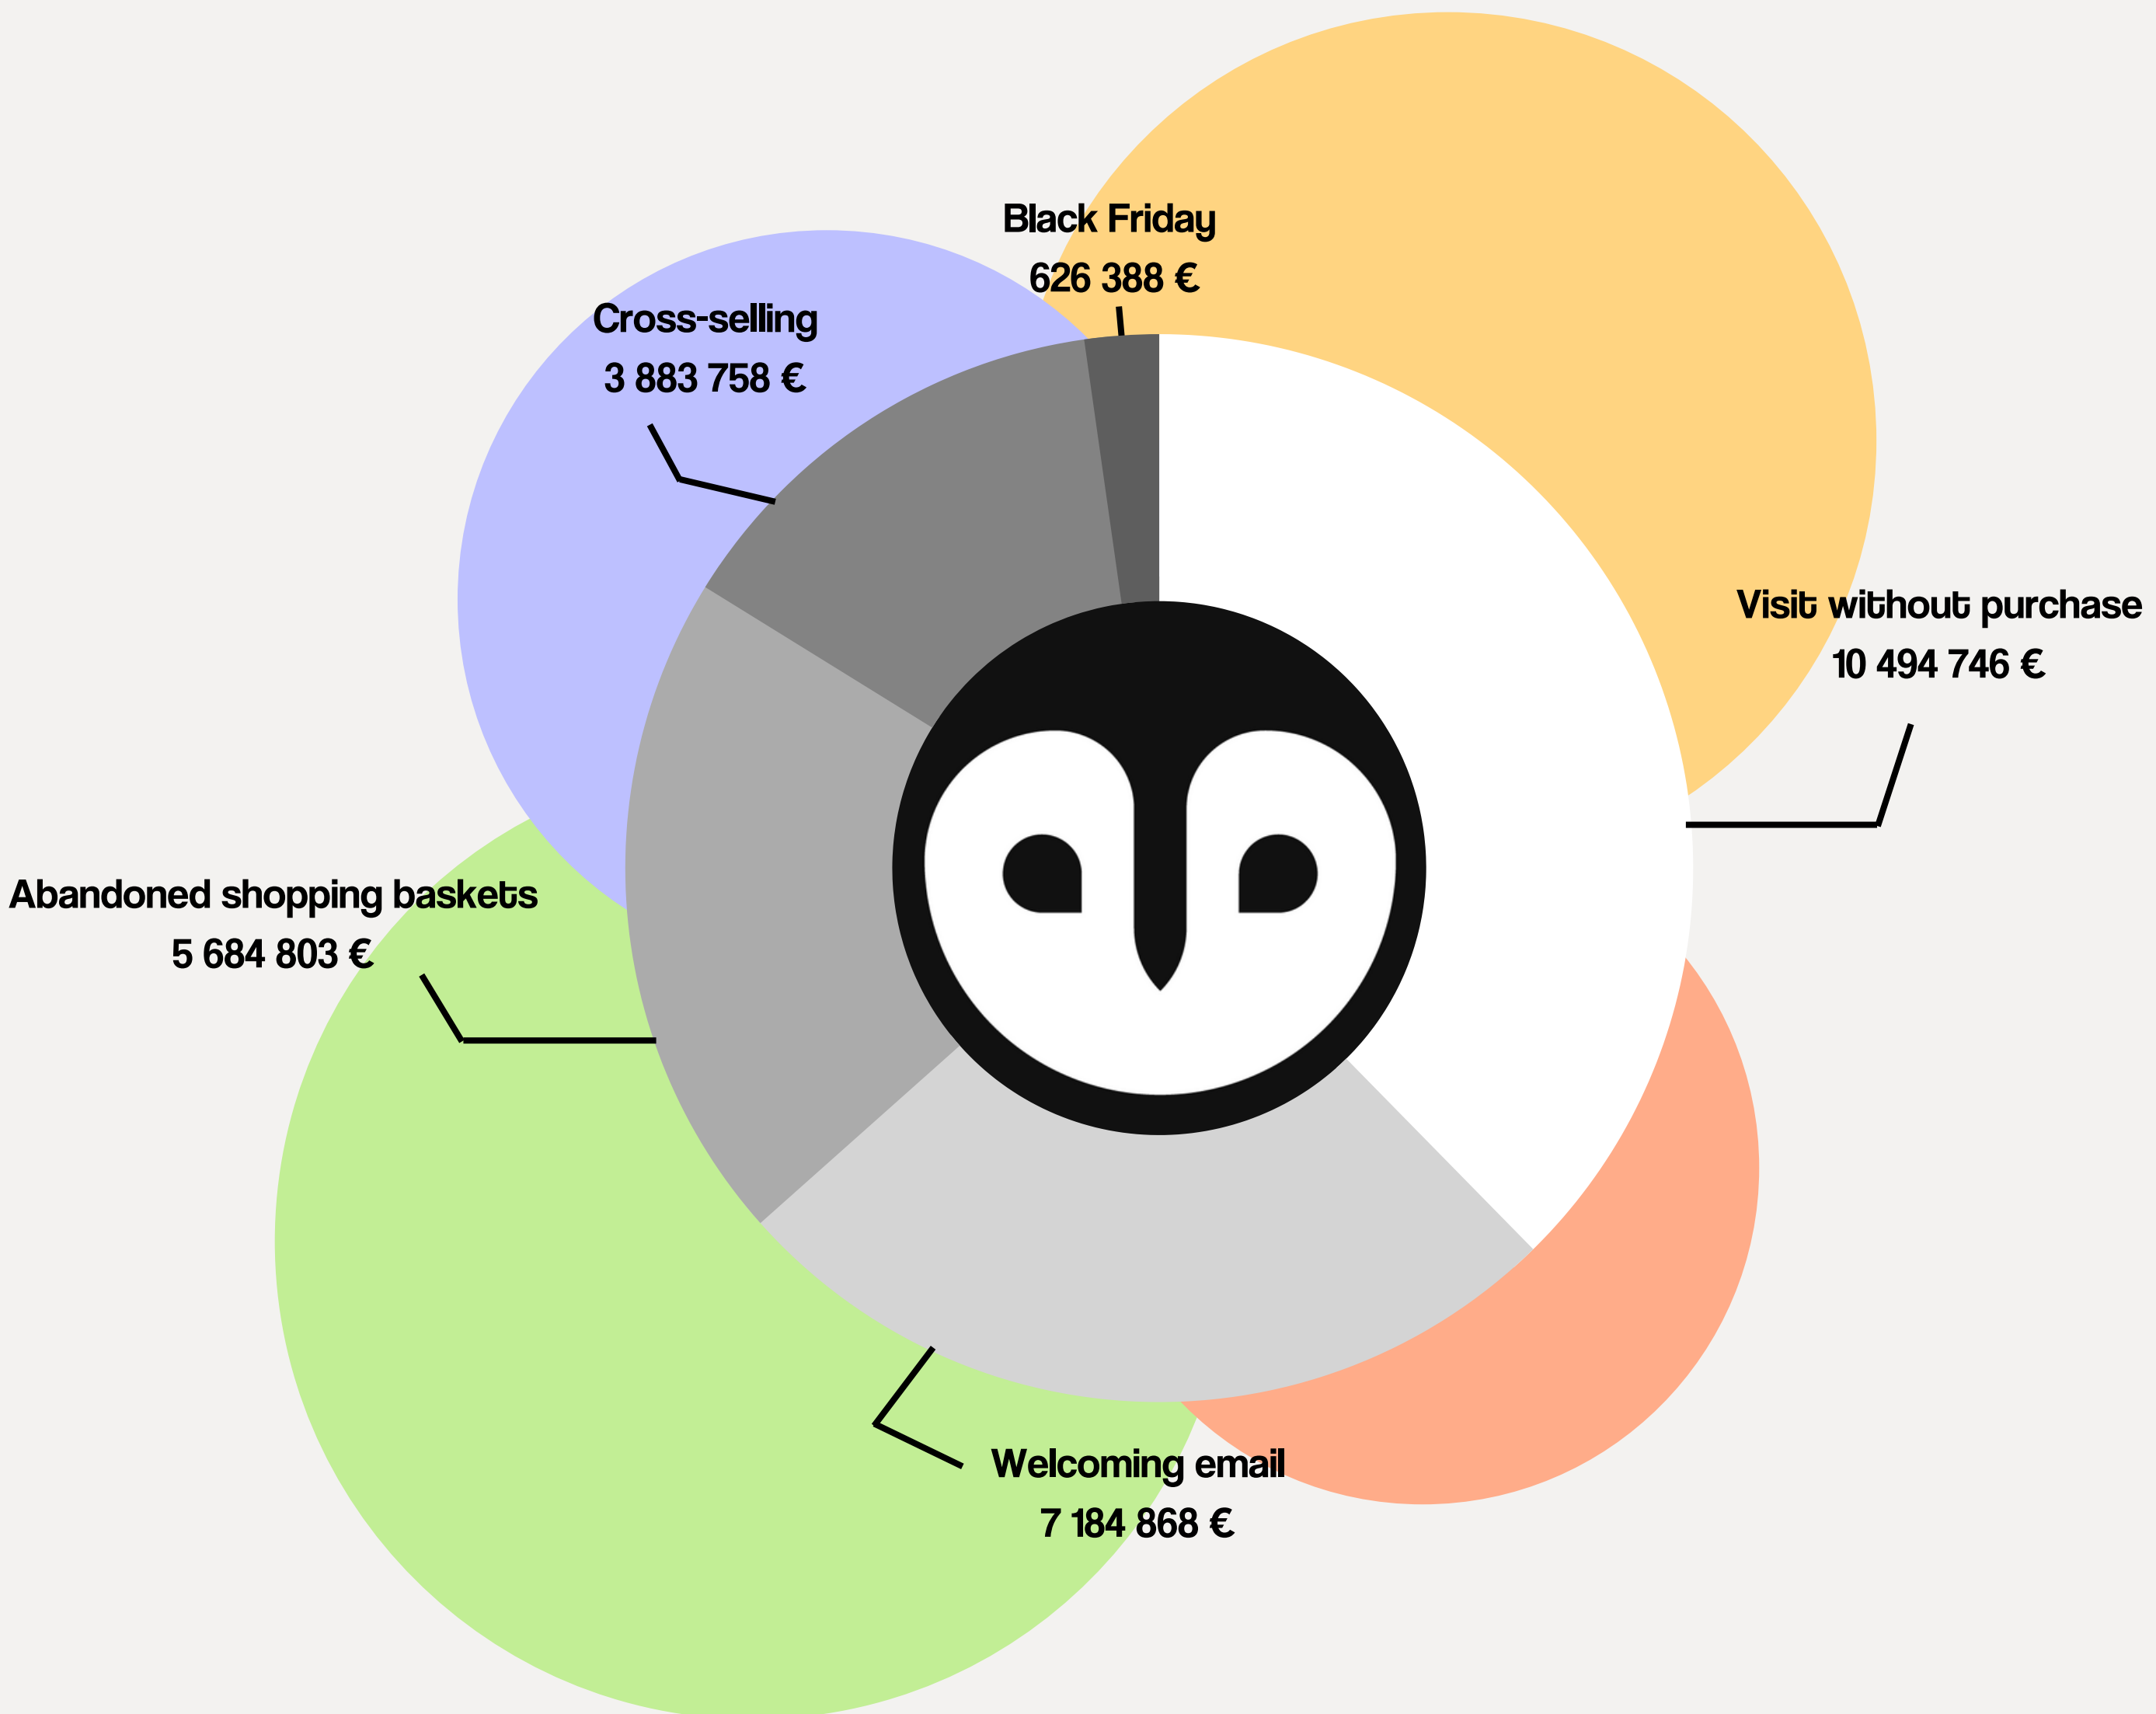 Black Friday
626 388 €
Cross-selling
3 883 758 €
Visit without purchase
10 494 746 €
Abandoned shopping baskets
5 684 803 €
Welcoming email
7 184 868 €